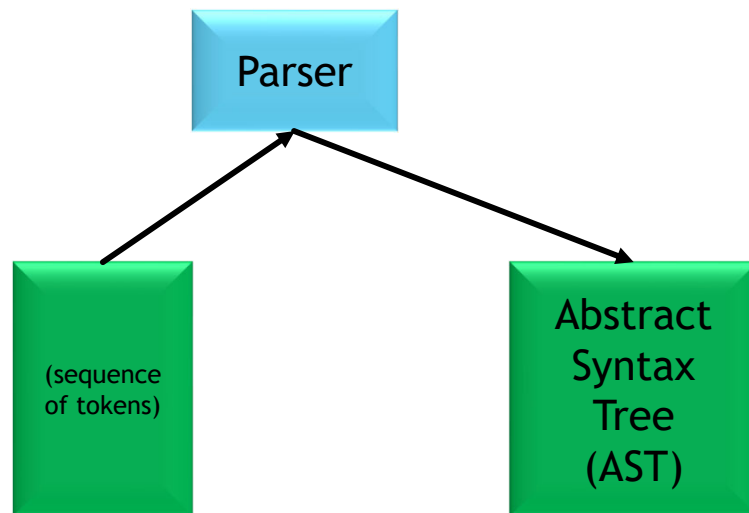 Parser
(sequence
of tokens)
Abstract
Syntax
Tree
(AST)